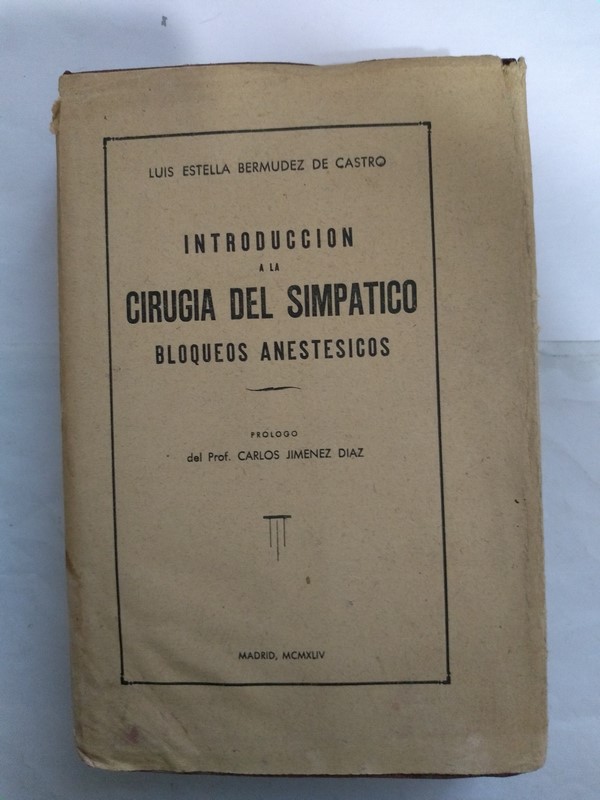 LUIS ESTELLA BERMUDEZ DE CASTRO
INTRODUCCION
A LA
CIRUGIA DEL SIMPATICO
BLOQUEOS ANESTESICOS
PROLOGO
del Prof. CARLOS JIMENEZ DIAZ
MADRID, MCMXLIV